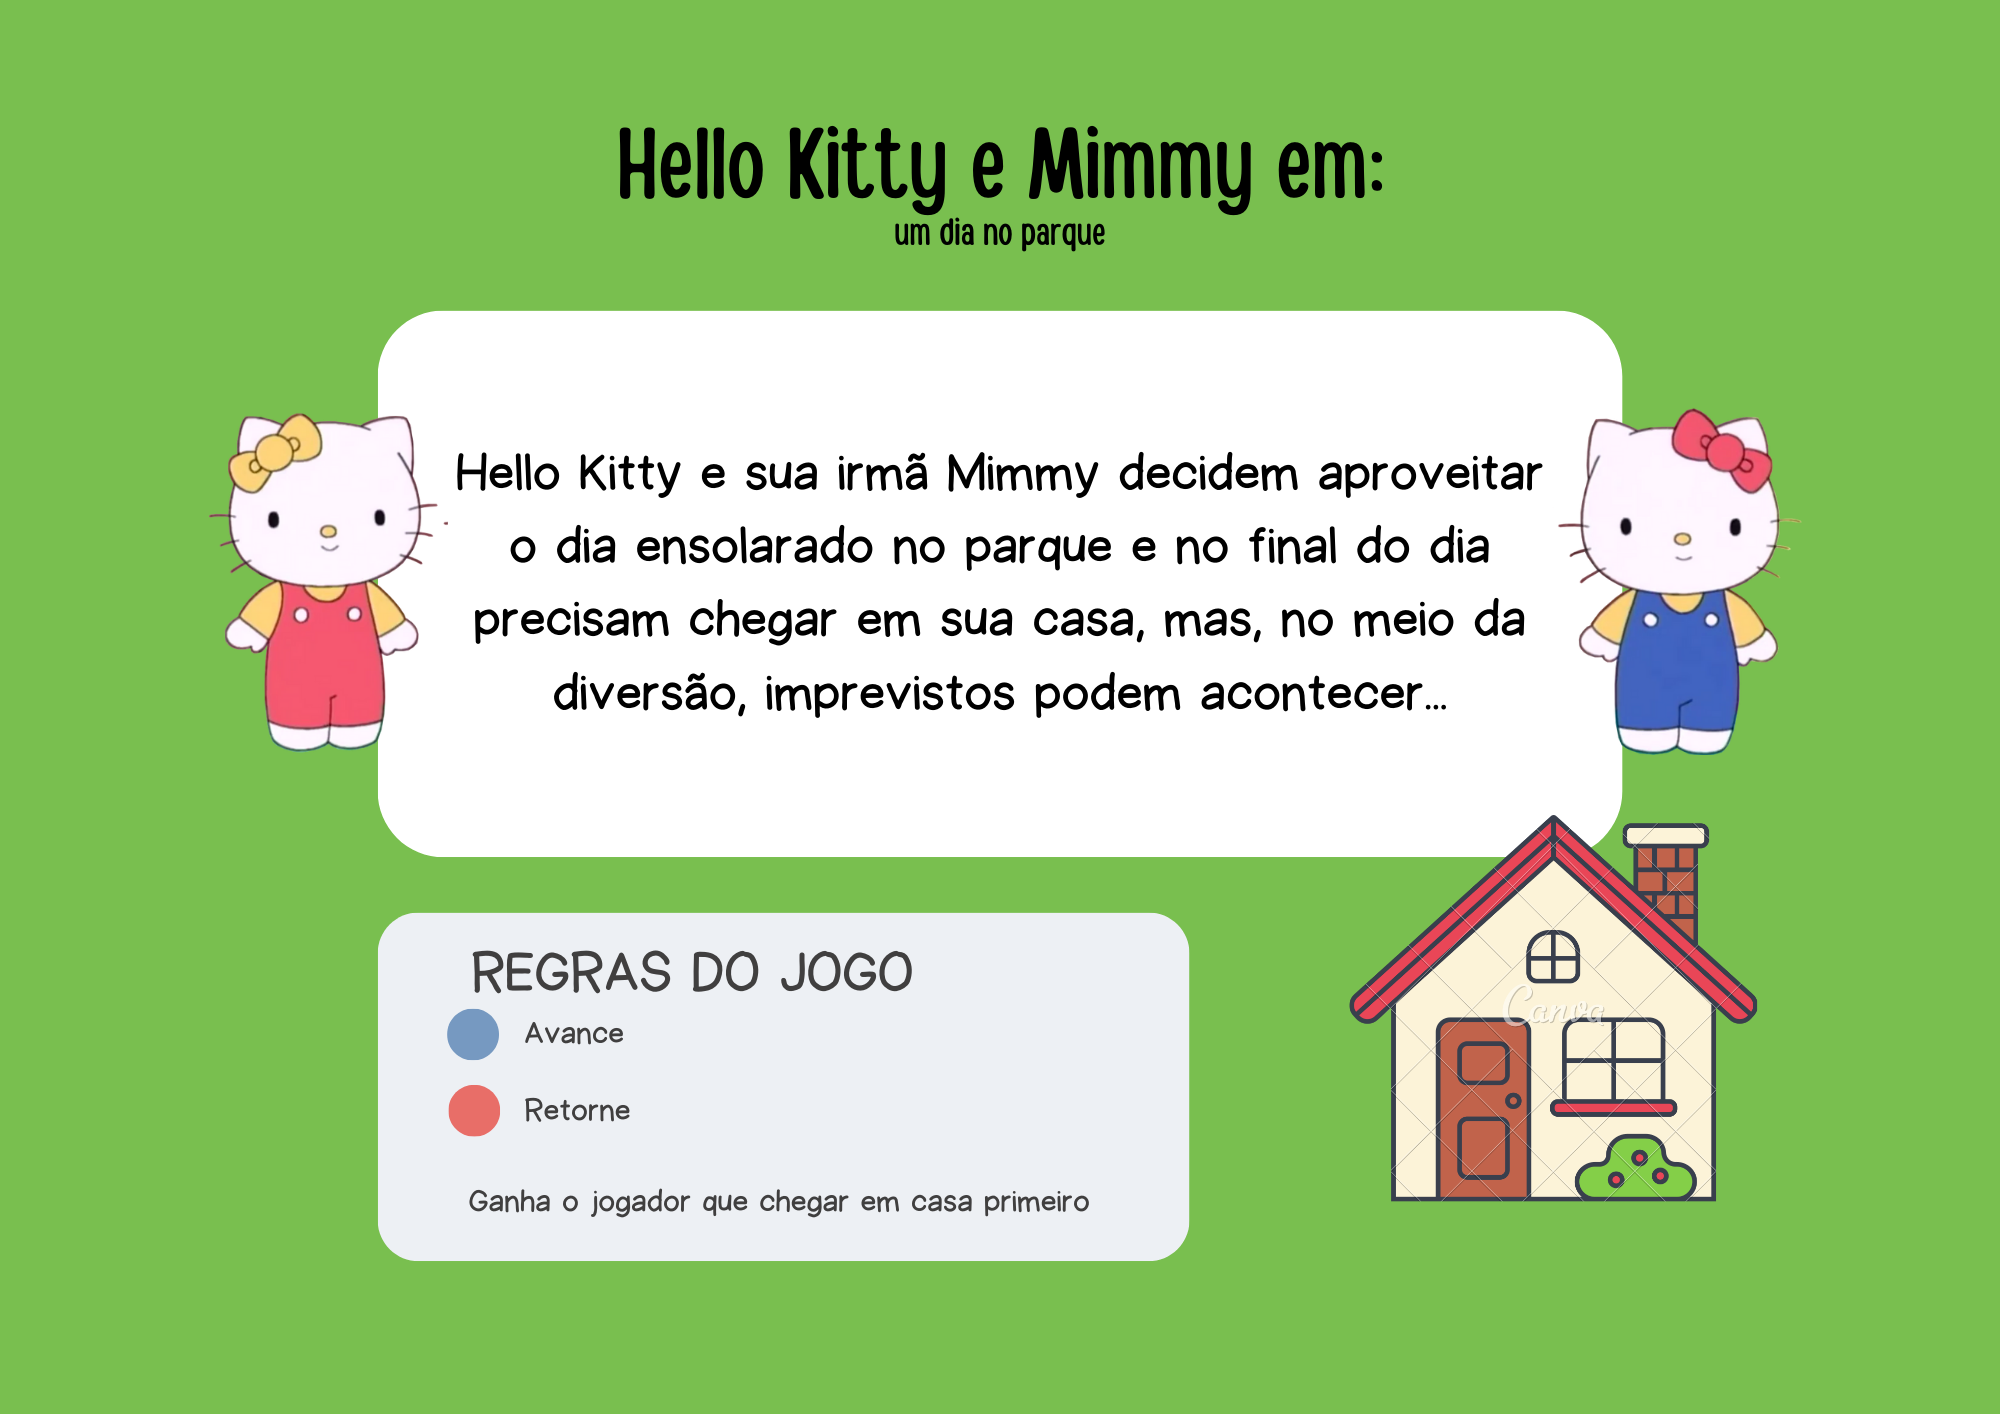 Hello Kitty e Mimmy em:
um dia no parque
Hello Kitty e sua irmã Mimmy decidem aproveitar
o dia ensolarado no parque e no final do dia
precisam chegar em sua casa, mas, no meio da
diversão, imprevistos podem acontecer...
REGRAS DO JOGO
Avance
Retorne
Ganha o jogador que chegar em casa primeiro
Canva